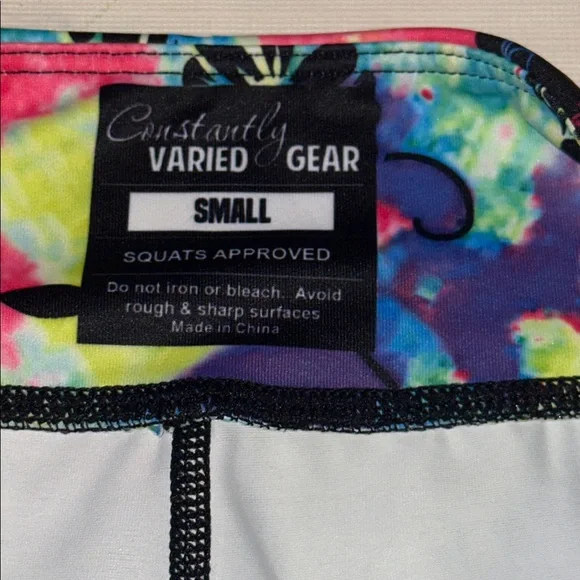 Constantly
VARIED GEAR
SMALL
SQUATS APPROVED
Do not iron or bleach. Avoid
rough & sharp surfaces
Made in China